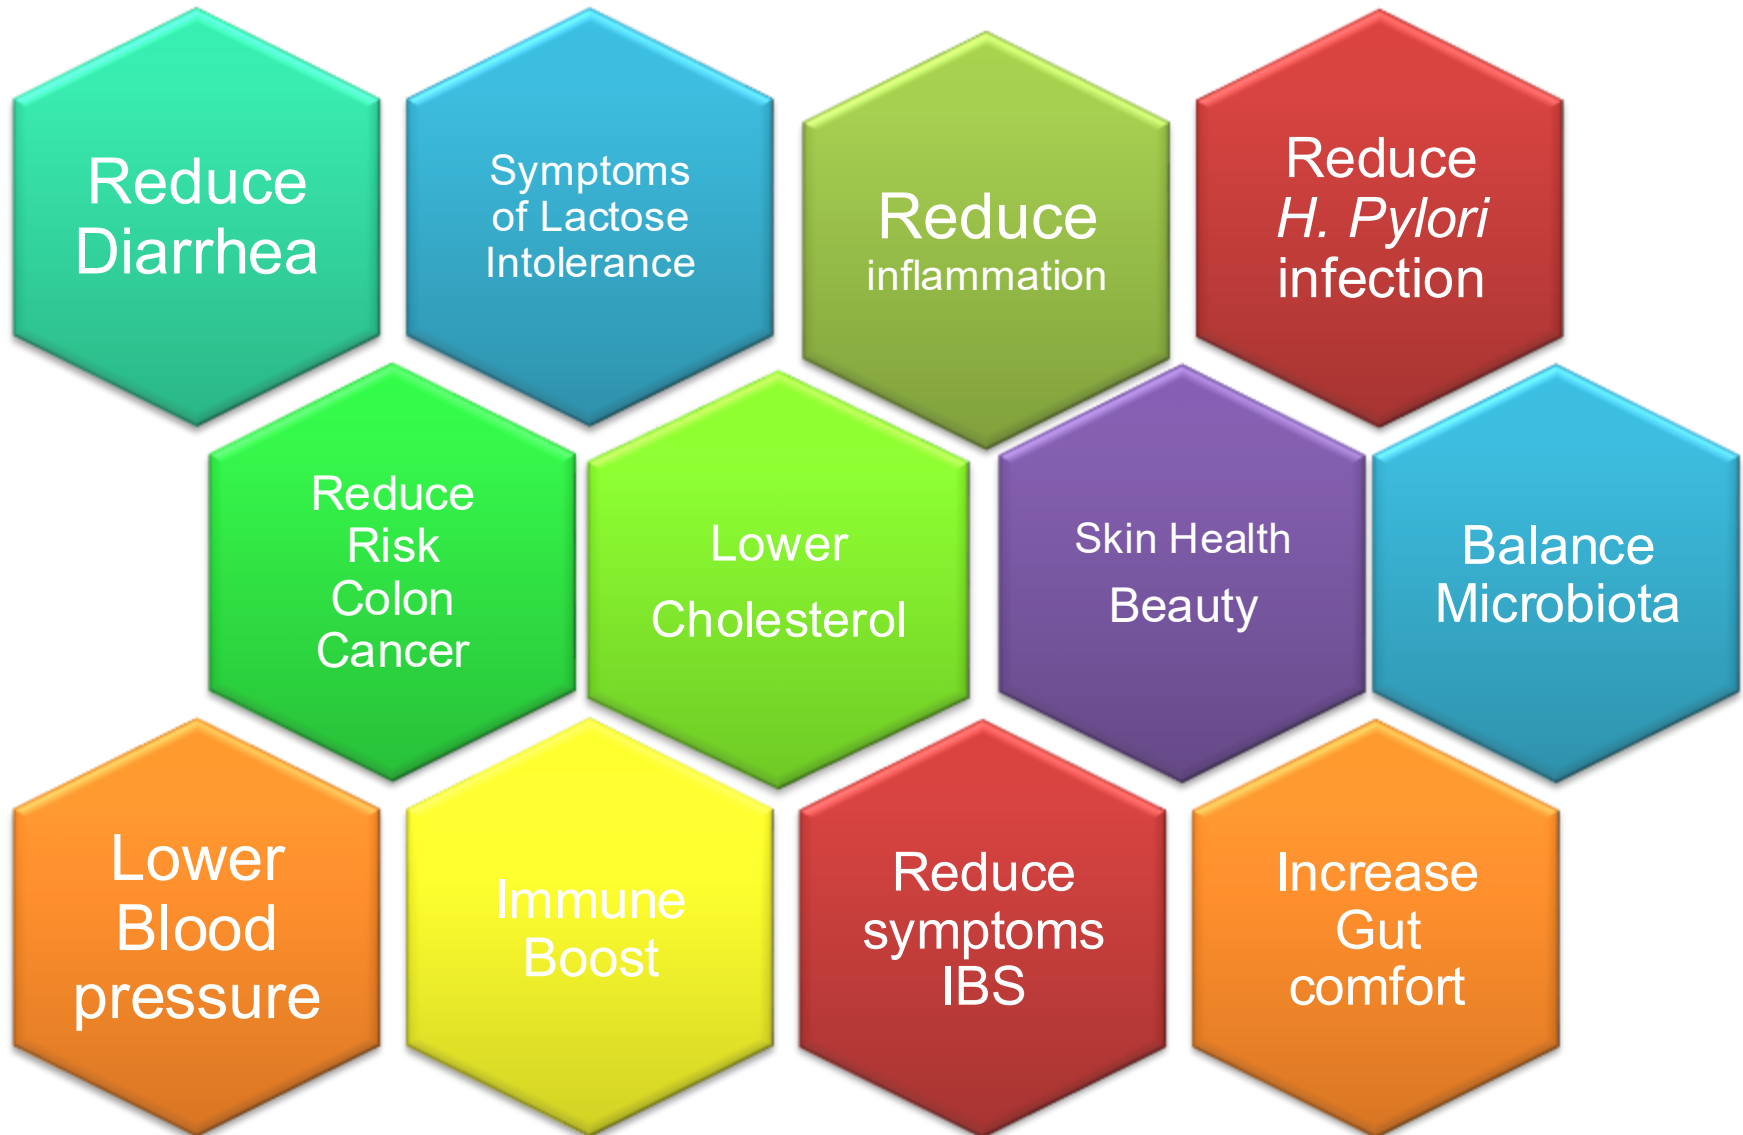 Reduce
Diarrhea
Symptoms
of Lactose
Intolerance
Reduce
inflammation
Reduce
H. Pylori
infection
Reduce
Risk
Colon
Cancer
Lower
Cholesterol
Skin Health
Beauty
Balance
Microbiota
Lower
Blood
pressure
Immune
Boost
Reduce
symptoms
IBS
Increase
Gut
comfort